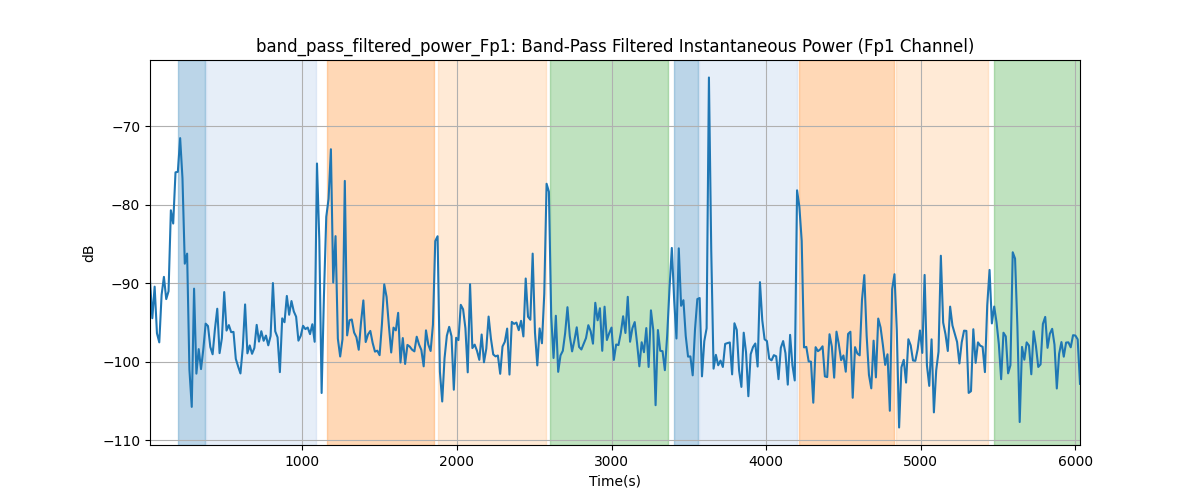 band_pass_filtered_power_Fp1: Band-Pass Filtered Instantaneous Power (Fp1 Channel)
dB
−70
−80
−90
−100
−110
1000 2000 3000 4000 5000 6000
Time(s)